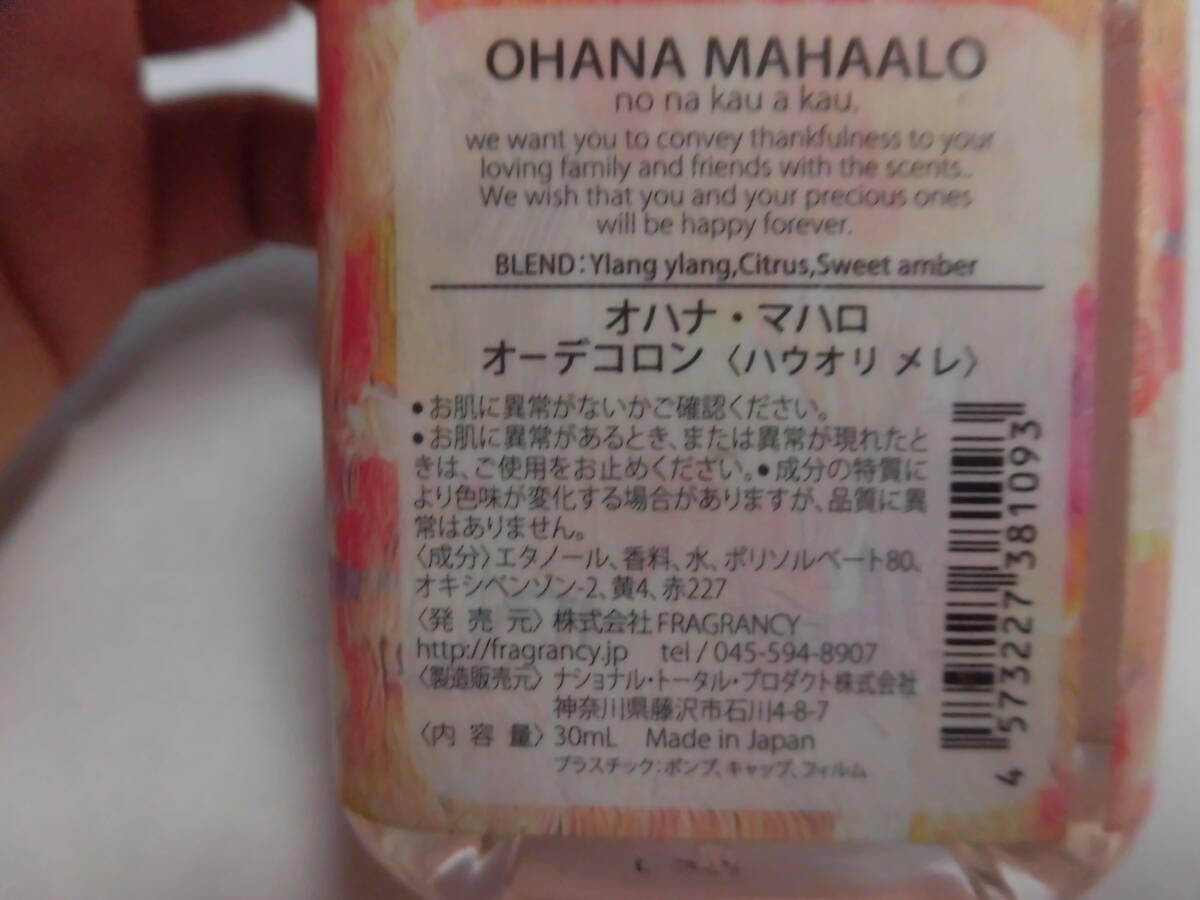 OHANA MAHAALO
no na kau a kau.
we want you to convey thankfulness to your
loving family and friends with the scents..
We wish that you and your precious ones
will be happy forever.
BLEND:Ylang ylang,Citrus,Sweet amber
オハナ・マハロ
オーデコロン〈ハウオリ メレ〉
●お肌に異常がないかご確認ください。
●お肌に異常があるとき、または異常が現れたと
きは、ご使用をお止めください。●成分の特質に
より色味が変化する場合がありますが、品質に異
常はありません。
〈成分〉エタノール、香料、水、ポリソルベート80、
オキシベンゾン-2、黄4、赤227
〈発売元〉株式会社 FRAGRANCY
http://fragrancy.jp tel / 045-594-8907
〈製造販売元〉ナショナル・トータル・プロダクト株式会社
神奈川県藤沢市石川4-8-7
〈内容量〉30mL Made in Japan
プラスチック:ポンプ、キャップ、フィルム
4573227381093